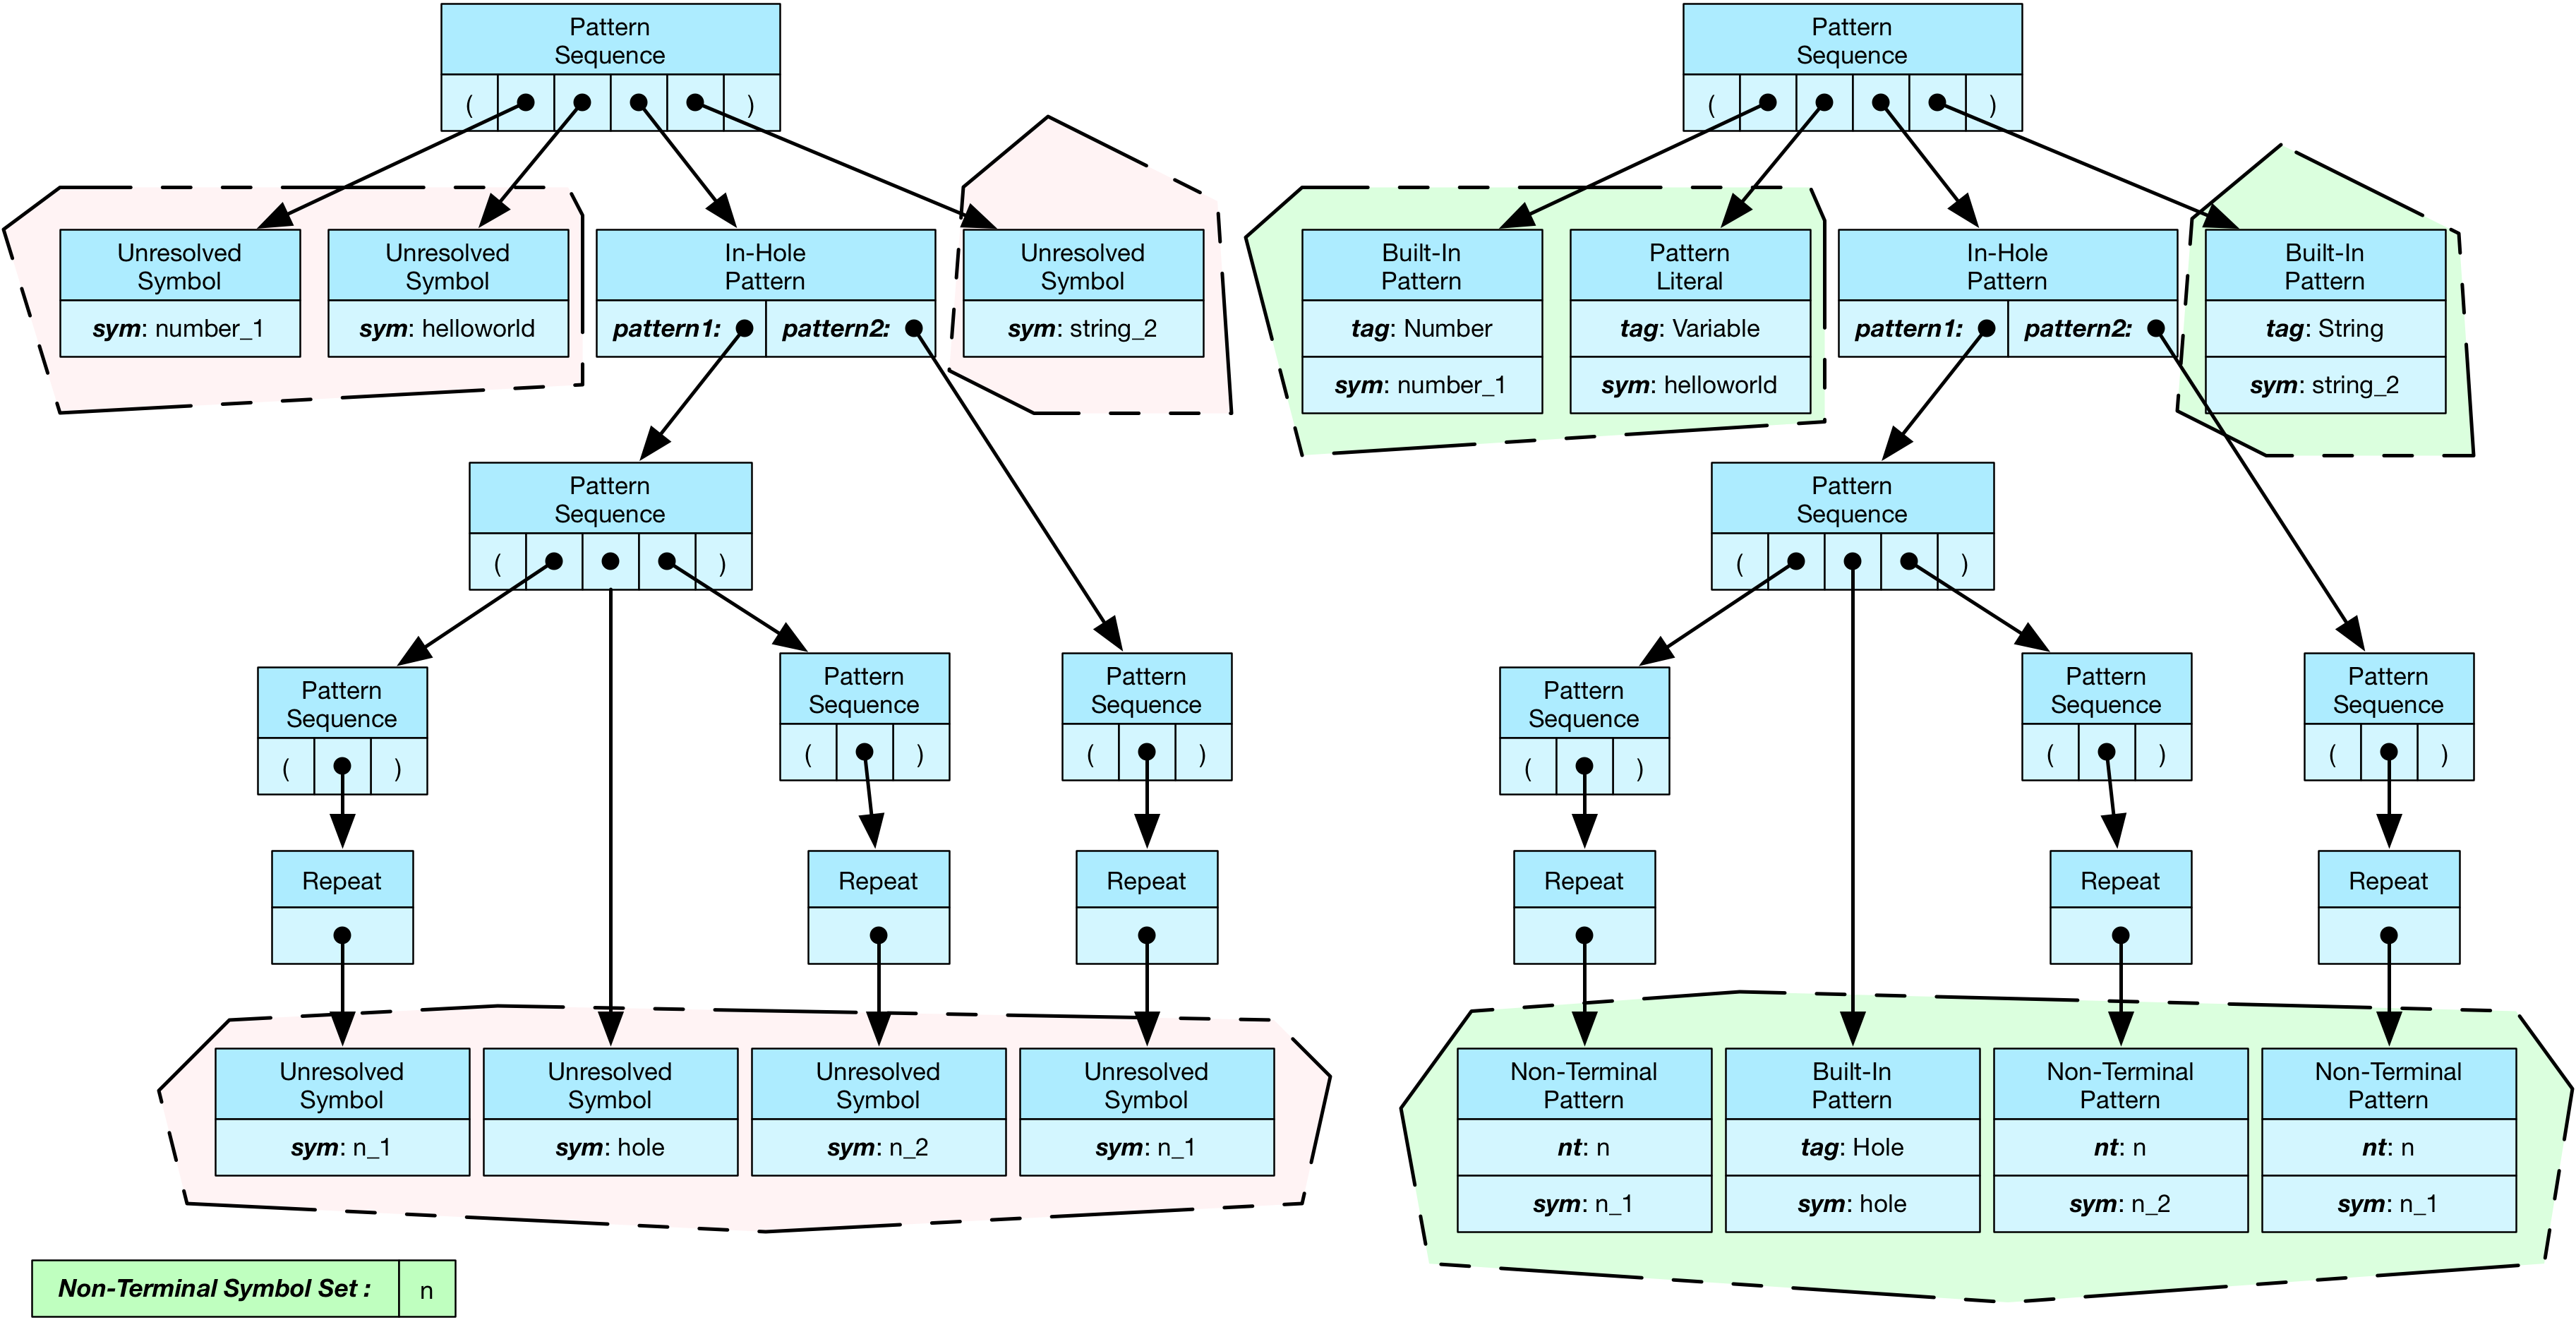 Pattern
Sequence
( )
Unresolved
Symbol
sym: number_1
Unresolved
Symbol
sym: helloworld
In-Hole
Pattern
pattern1: pattern2:
Unresolved
Symbol
sym: string_2
Pattern
Sequence
( )
Pattern
Sequence
( )
Pattern
Sequence
( )
Pattern
Sequence
( )
Repeat
Repeat
Repeat
Unresolved
Symbol
sym: n_1
Unresolved
Symbol
sym: hole
Unresolved
Symbol
sym: n_2
Unresolved
Symbol
sym: n_1
Non-Terminal Symbol Set : n
Pattern
Sequence
( )
Built-In
Pattern
tag: Number
sym: number_1
Pattern
Literal
tag: Variable
sym: helloworld
In-Hole
Pattern
pattern1: pattern2:
Built-In
Pattern
tag: String
sym: string_2
Pattern
Sequence
( )
Pattern
Sequence
( )
Pattern
Sequence
( )
Pattern
Sequence
( )
Repeat
Repeat
Repeat
Non-Terminal
Pattern
nt: n
sym: n_1
Built-In
Pattern
tag: Hole
sym: hole
Non-Terminal
Pattern
nt: n
sym: n_2
Non-Terminal
Pattern
nt: n
sym: n_1